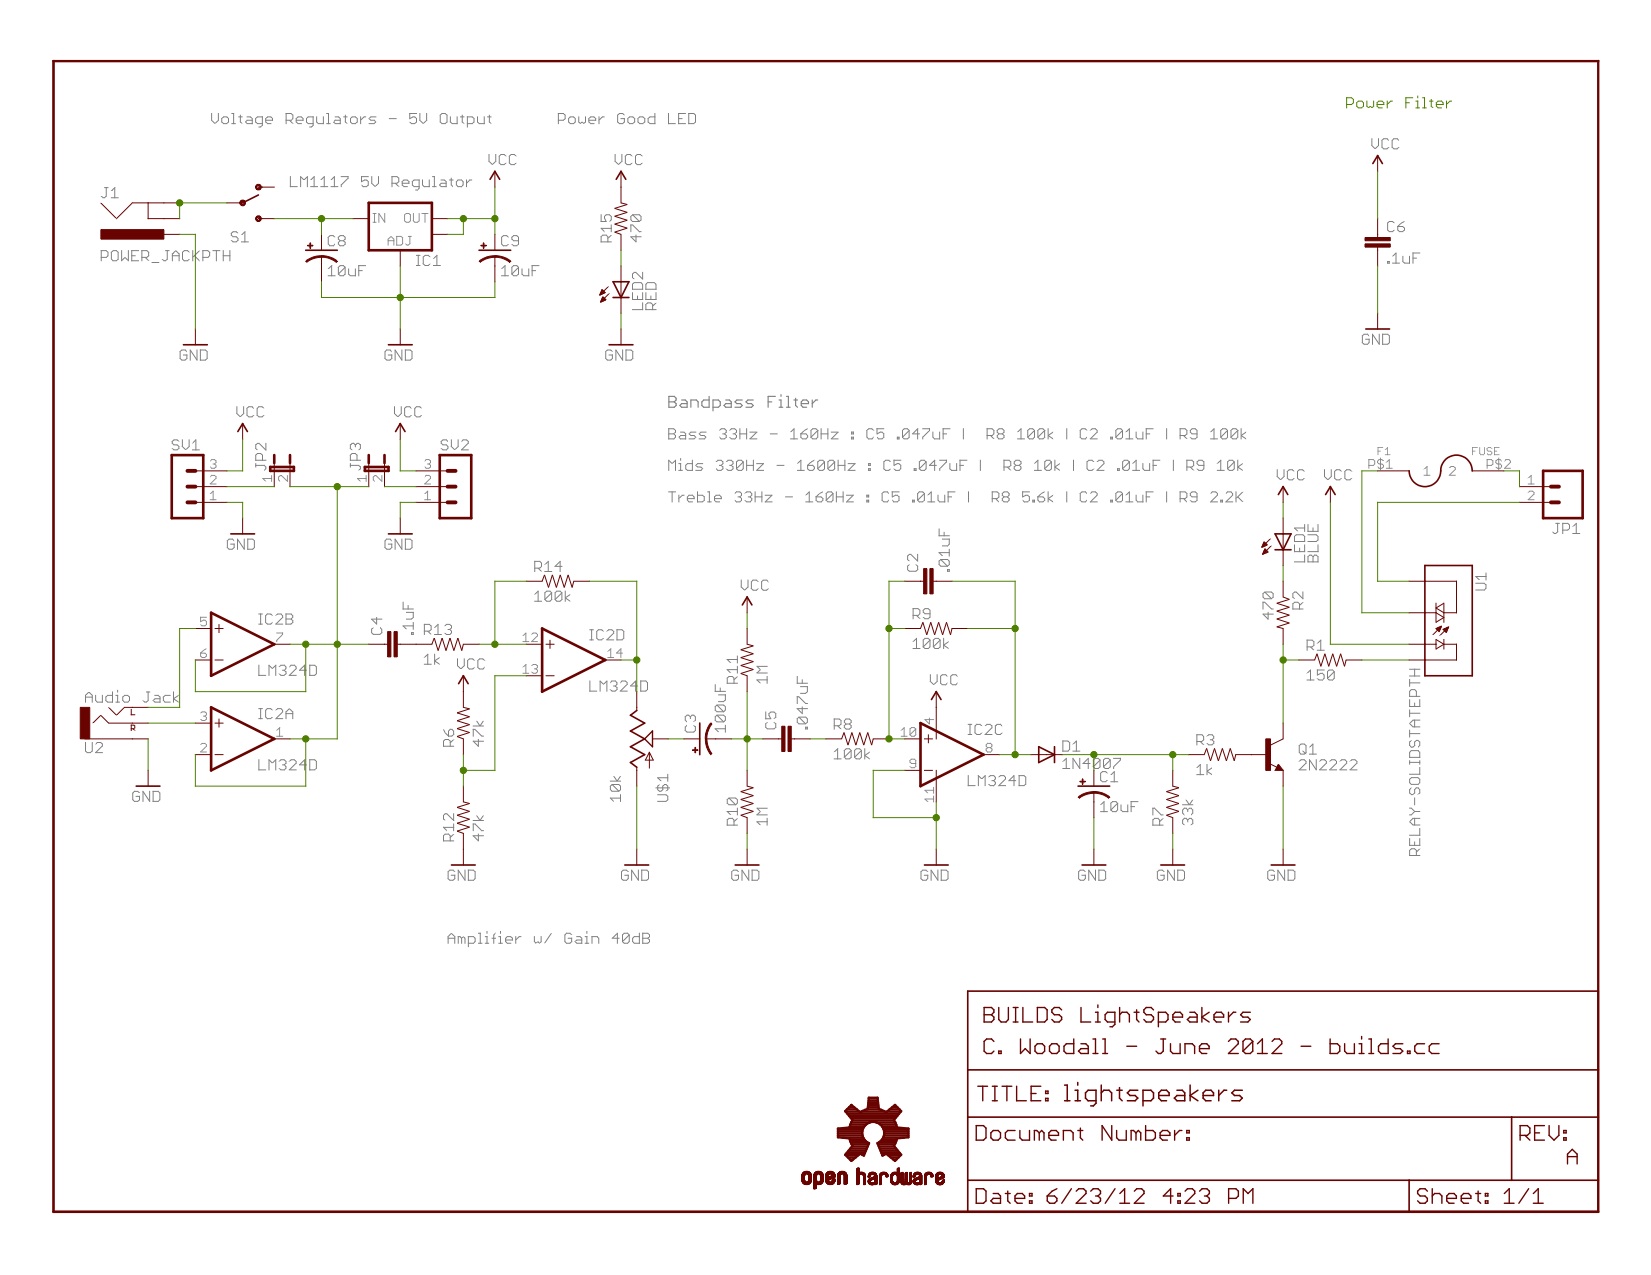 Power Filter
Voltage Regulators - 5V Output
Power Good LED
VCC
VCC
VCC
J1
LM1117 5V Regulator
IN OUT
ADJ
IC1
S1
POWER_JACKPTH
C8
10uF
C9
10uF
R15
470
LED2
RED
C6
.1uF
GND
GND
GND
GND
Bandpass Filter
Bass 33Hz - 160Hz : C5 .047uF | R8 100k | C2 .01uF | R9 100k
Mids 330Hz - 1600Hz : C5 .047uF | R8 10k | C2 .01uF | R9 10k
Treble 33Hz - 160Hz : C5 .01uF | R8 5.6k | C2 .01uF | R9 2.2K
VCC
VCC
SV1
3
2
1
JP2
1
2
JP3
1
2
SV2
3
2
1
GND
GND
VCC
VCC
F1
P$1
1 2
FUSE
P$2
1
2
JP1
LED1
BLUE
470
R2
U1
R1
150
RELAY-SOLIDSTATEPTH
5
6
7
IC2B
LM324D
C4
.1uF
R13
1k
R14
100k
12
13
14
IC2D
LM324D
VCC
R6
47k
R12
47k
GND
Audio Jack
L
R
U2
GND
3
2
1
IC2A
LM324D
10k
U$1
GND
C3
100uF
VCC
R11
1M
R10
1M
GND
C5
.047uF
R8
100k
C2
.01uF
R9
100k
VCC
4
10
9
8
11
IC2C
LM324D
GND
D1
1N4007
C1
10uF
GND
R7
33k
GND
R3
1k
Q1
2N2222
GND
Amplifier w/ Gain 40dB
BUILDS LightSpeakers
C. Woodall - June 2012 - builds.cc
TITLE: lightspeakers
Document Number:
REV:
A
Date: 6/23/12 4:23 PM
Sheet: 1/1
open hardware